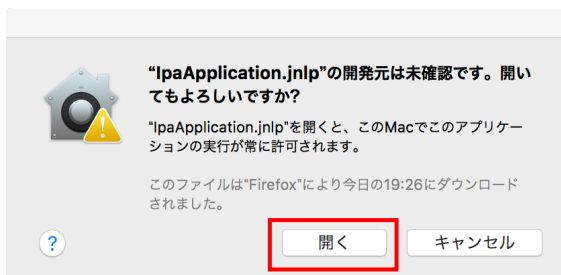 “IpaApplication.jnlp”の開発元は未確認です。開い
てもよろしいですか?
“IpaApplication.jnlp”を開くと、このMacでこのアプリケー
ションの実行が常に許可されます。
このファイルは“Firefox”により今日の19:26にダウンロード
されました。
?
開く
キャンセル